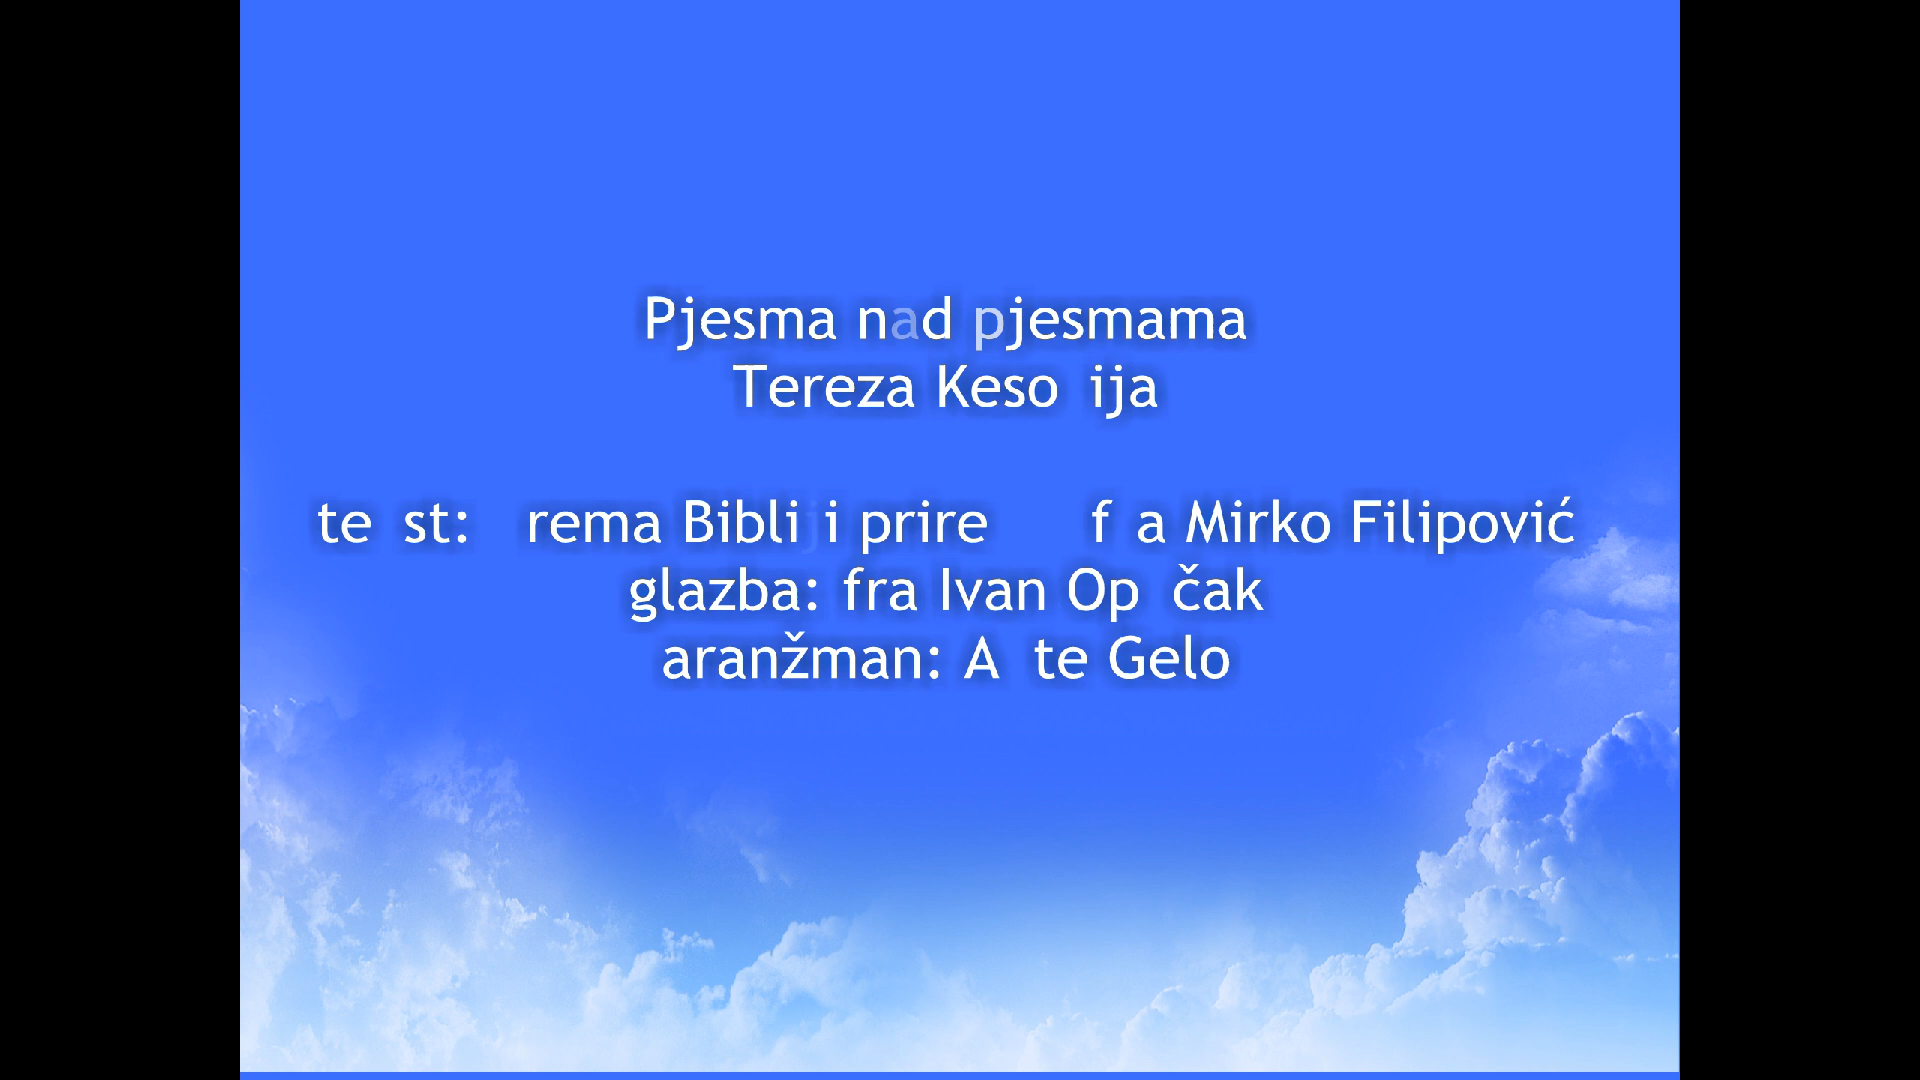 Pjesma nad pjesmama
Tereza Keso ija
te st: rema Bibliji prire f a Mirko Filipović
glazba: fra Ivan Op čak
aranžman: A te Gelo